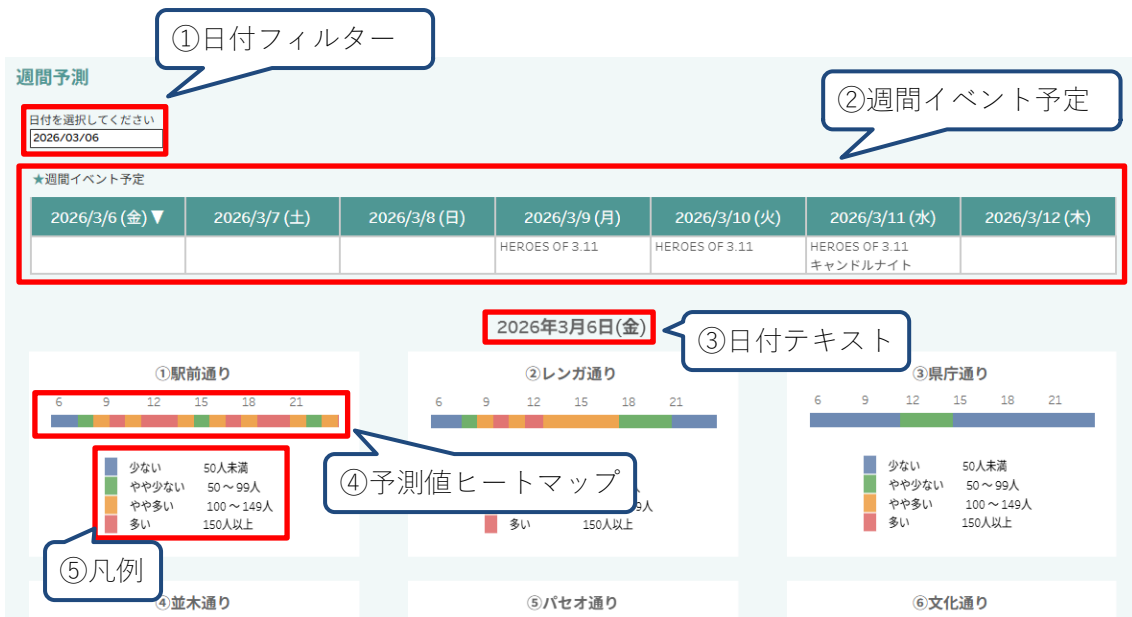 ①日付フィルター
週間予測
②週間イベント予定
日付を選択してください
2026/03/06
★週間イベント予定
2026/3/6 (金)▼ 2026/3/7 (土) 2026/3/8 (日) 2026/3/9 (月) 2026/3/10 (火) 2026/3/11 (水) 2026/3/12 (木)
HEROES OF 3.11 HEROES OF 3.11 HEROES OF 3.11
キャンドルナイト
2026年3月6日(金)
③日付テキスト
①駅前通り ②レンガ通り ③県庁通り
6 9 12 15 18 21 6 9 12 15 18 21 6 9 12 15 18 21
④予測値ヒートマップ
少ない 50人未満 少ない 50人未満
やや少ない 50～99人 人 やや少ない 50～99人
やや多い 100～149人 9人 やや多い 100～149人
多い 150人以上 多い 150人以上 多い 150人以上
⑤凡例
④並木通り ⑤パセオ通り ⑥文化通り